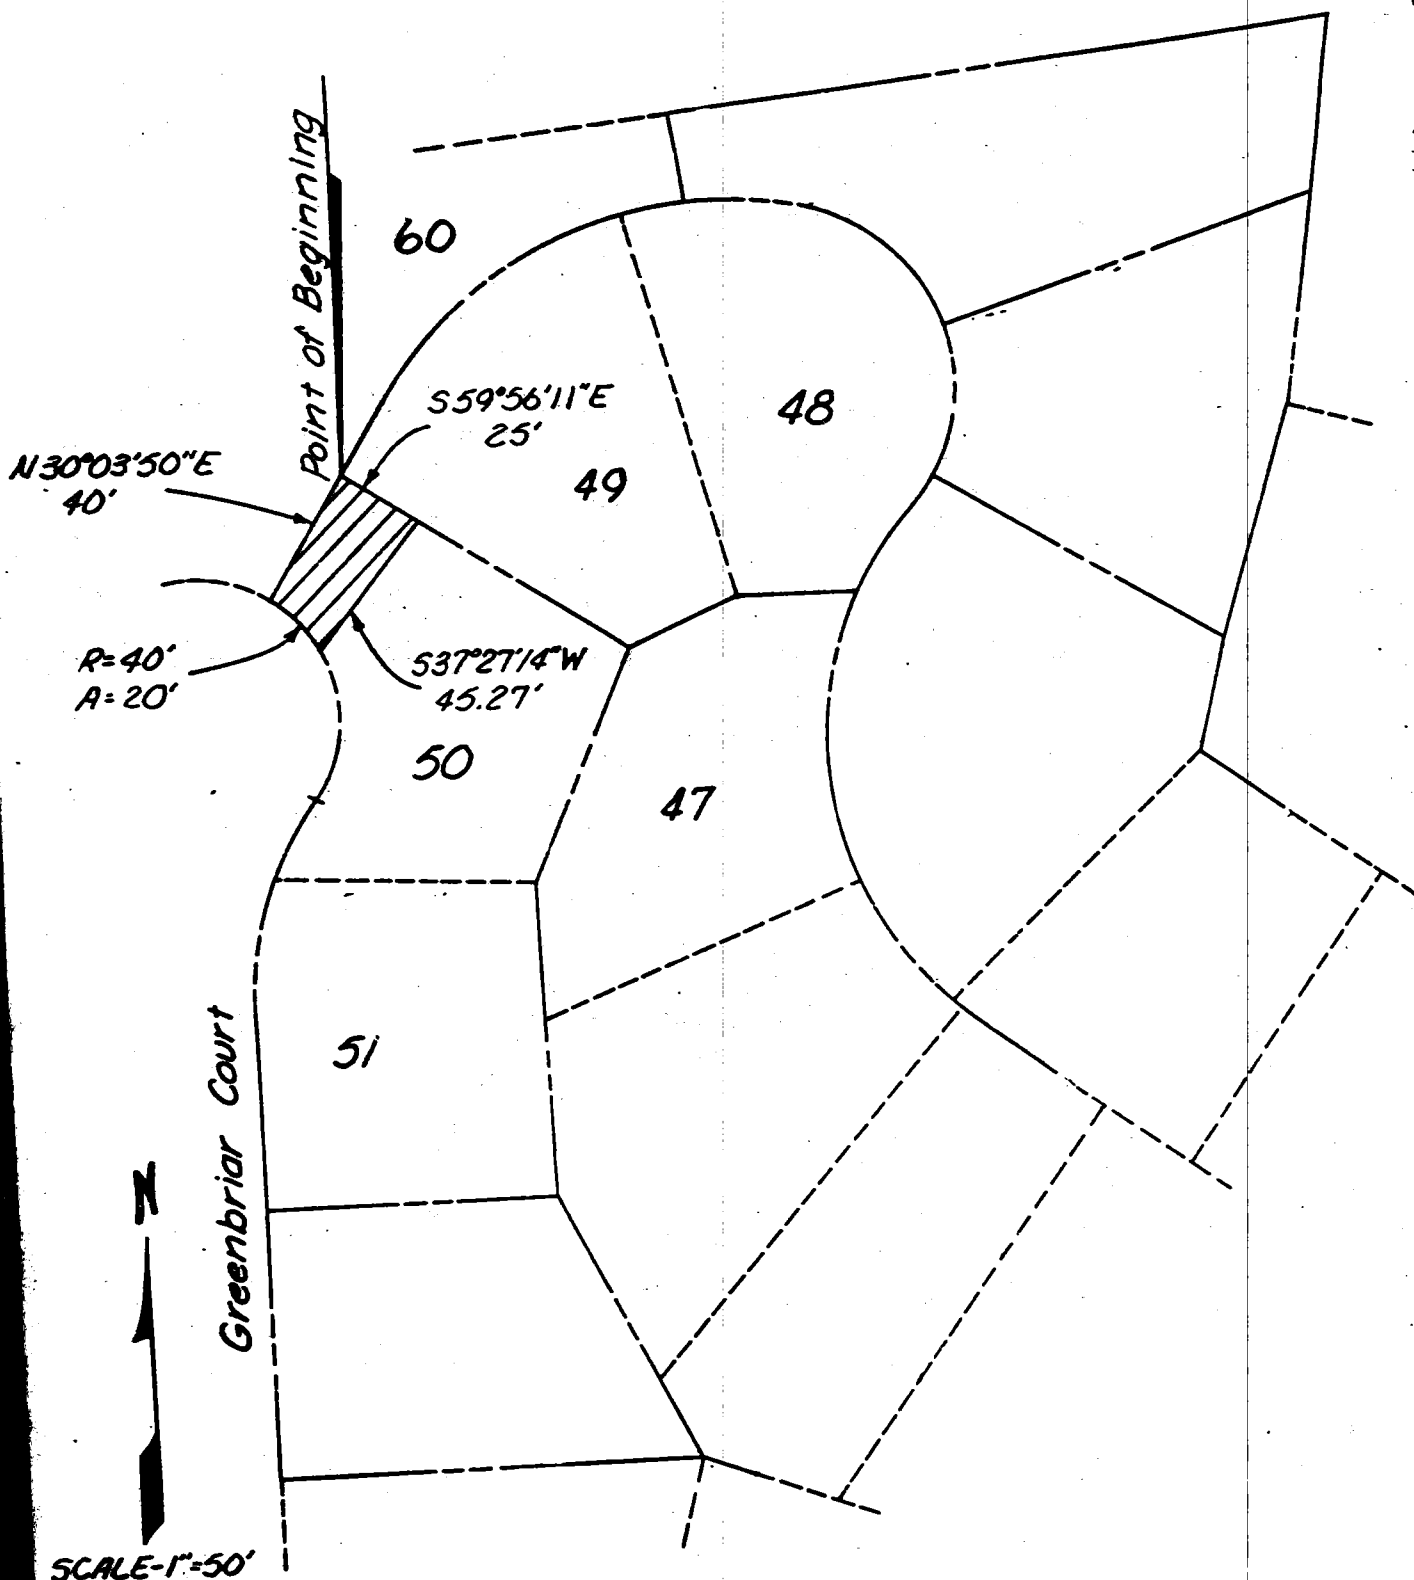 Point of Beginning
60
S59°56'11"E
25'
48
N30°03'50"E
40'
49
R=40'
A=20'
S37°27'14"W
45.27'
50
47
51
Greenbriar Court
N
SCALE-1"=50'